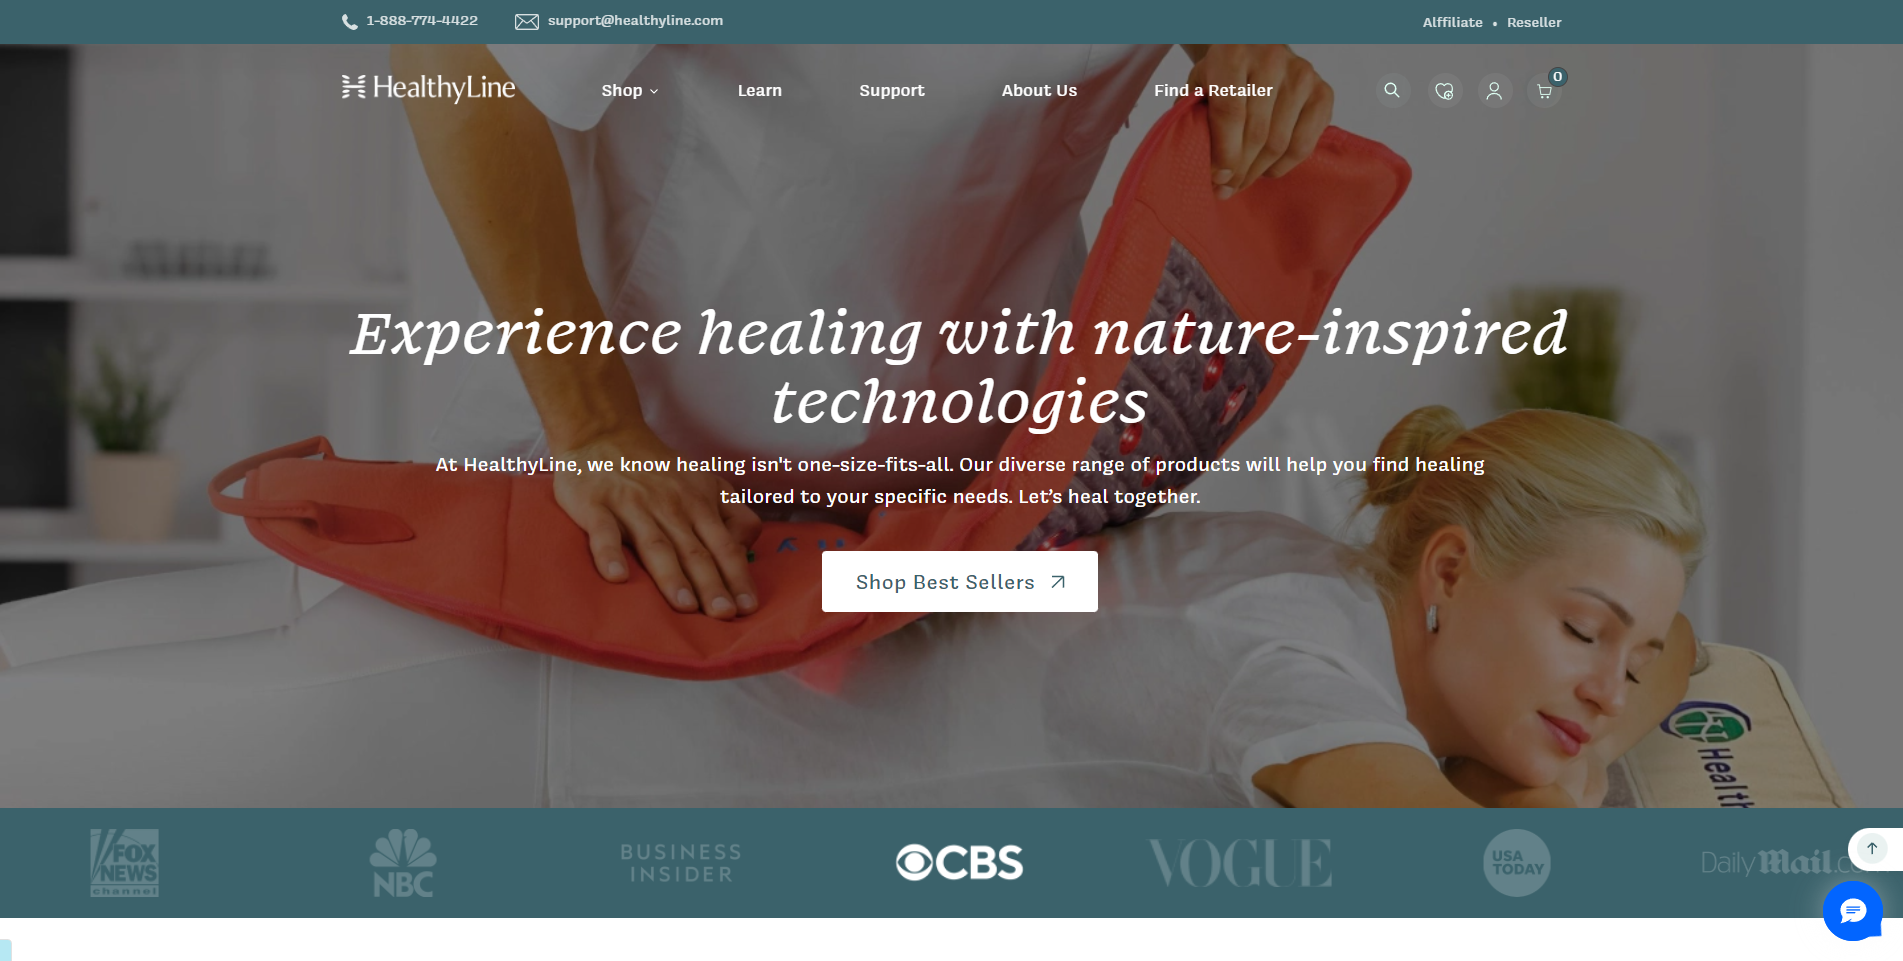 1-888-774-4422
support@healthyline.com
Alffiliate • Reseller
HealthyLine
Shop
Learn
Support
About Us
Find a Retailer
0
Experience healing with nature-inspired
technologies
At HealthyLine, we know healing isn't one-size-fits-all. Our diverse range of products will help you find healing
tailored to your specific needs. Let’s heal together.
Shop Best Sellers
Health
FOX
NEWS
channel
NBC
BUSINESS
INSIDER
CBS
VOGUE
USA
TODAY
Daily Mail.co